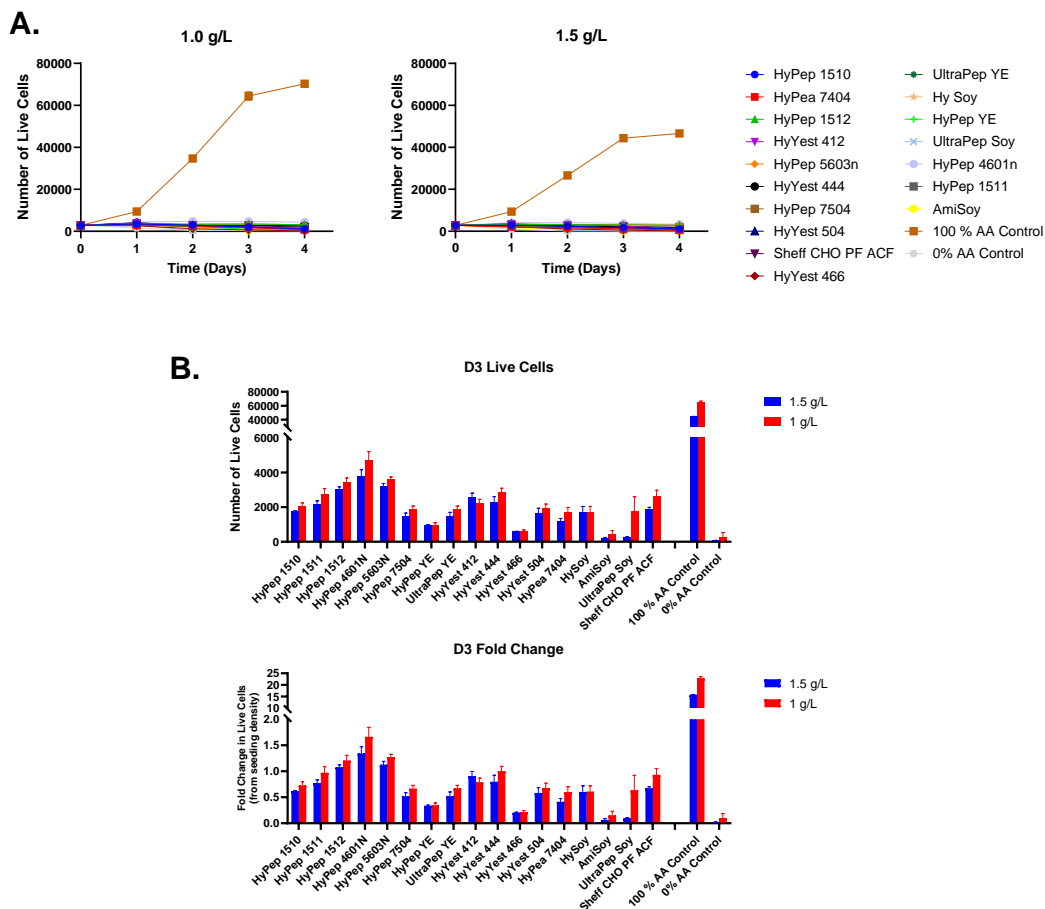 A.
1.0 g/L
Number of Live Cells
80000
60000
40000
20000
0
0 1 2 3 4
Time (Days)
1.5 g/L
Number of Live Cells
80000
60000
40000
20000
0
0 1 2 3 4
Time (Days)
HyPep 1510
HyPea 7404
HyPep 1512
HyYest 412
HyPep 5603n
HyYest 444
HyPep 7504
HyYest 504
Sheff CHO PF ACF
HyYest 466
UltraPep YE
Hy Soy
HyPep YE
UltraPep Soy
HyPep 4601n
HyPep 1511
AmiSoy
100 % AA Control
0% AA Control
B.
D3 Live Cells
Number of Live Cells
80000
60000
40000
6000
4000
2000
0
HyPep 1510
HyPep 1511
HyPep 1512
HyPep 4601N
HyPep 5603N
HyPep 7504
HyPep YE
UltraPep YE
HyYest 412
HyYest 444
HyYest 466
HyYest 504
HyPea 7404
HySoy
AmiSoy
UltraPep Soy
Sheff CHO PF ACF
100 % AA Control
0% AA Control
1.5 g/L
1 g/L
D3 Fold Change
Fold Change in Live Cells
(from seeding density)
25
20
15
10
2.0
1.5
1.0
0.5
0.0
HyPep 1510
HyPep 1511
HyPep 1512
HyPep 4601N
HyPep 5603N
HyPep 7504
HyPep YE
UltraPep YE
HyYest 412
HyYest 444
HyYest 466
HyYest 504
HyPea 7404
HySoy
AmiSoy
UltraPep Soy
Sheff CHO PF ACF
100 % AA Control
0% AA Control
1.5 g/L
1 g/L